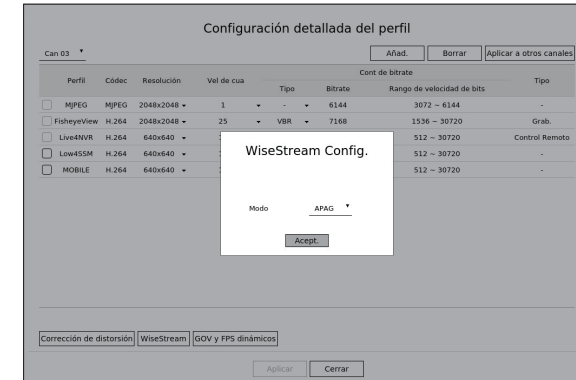 Configuración detallada del perfil
Can 03 Añad. Borrar Aplicar a otros canales
Cont de bitrate
Perfil Códec Resolución Vel de cua Tipo
Tipo Bitrate Rango de velocidad de bits
MJPEG MJPEG 2048x2048 1 - 6144 3072 ~ 6144 -
FisheyeView H.264 2048x2048 25 VBR 7168 1536 ~ 30720 Grab.
Live4NVR H.264 640x640 512 ~ 30720 Control Remoto
Low4SSM H.264 640x640 512 ~ 30720 -
MOBILE H.264 640x640 512 ~ 30720 -
WiseStream Config.
Modo APAG
Acept.
Corrección de distorsión WiseStream GOV y FPS dinámicos
Aplicar Cerrar